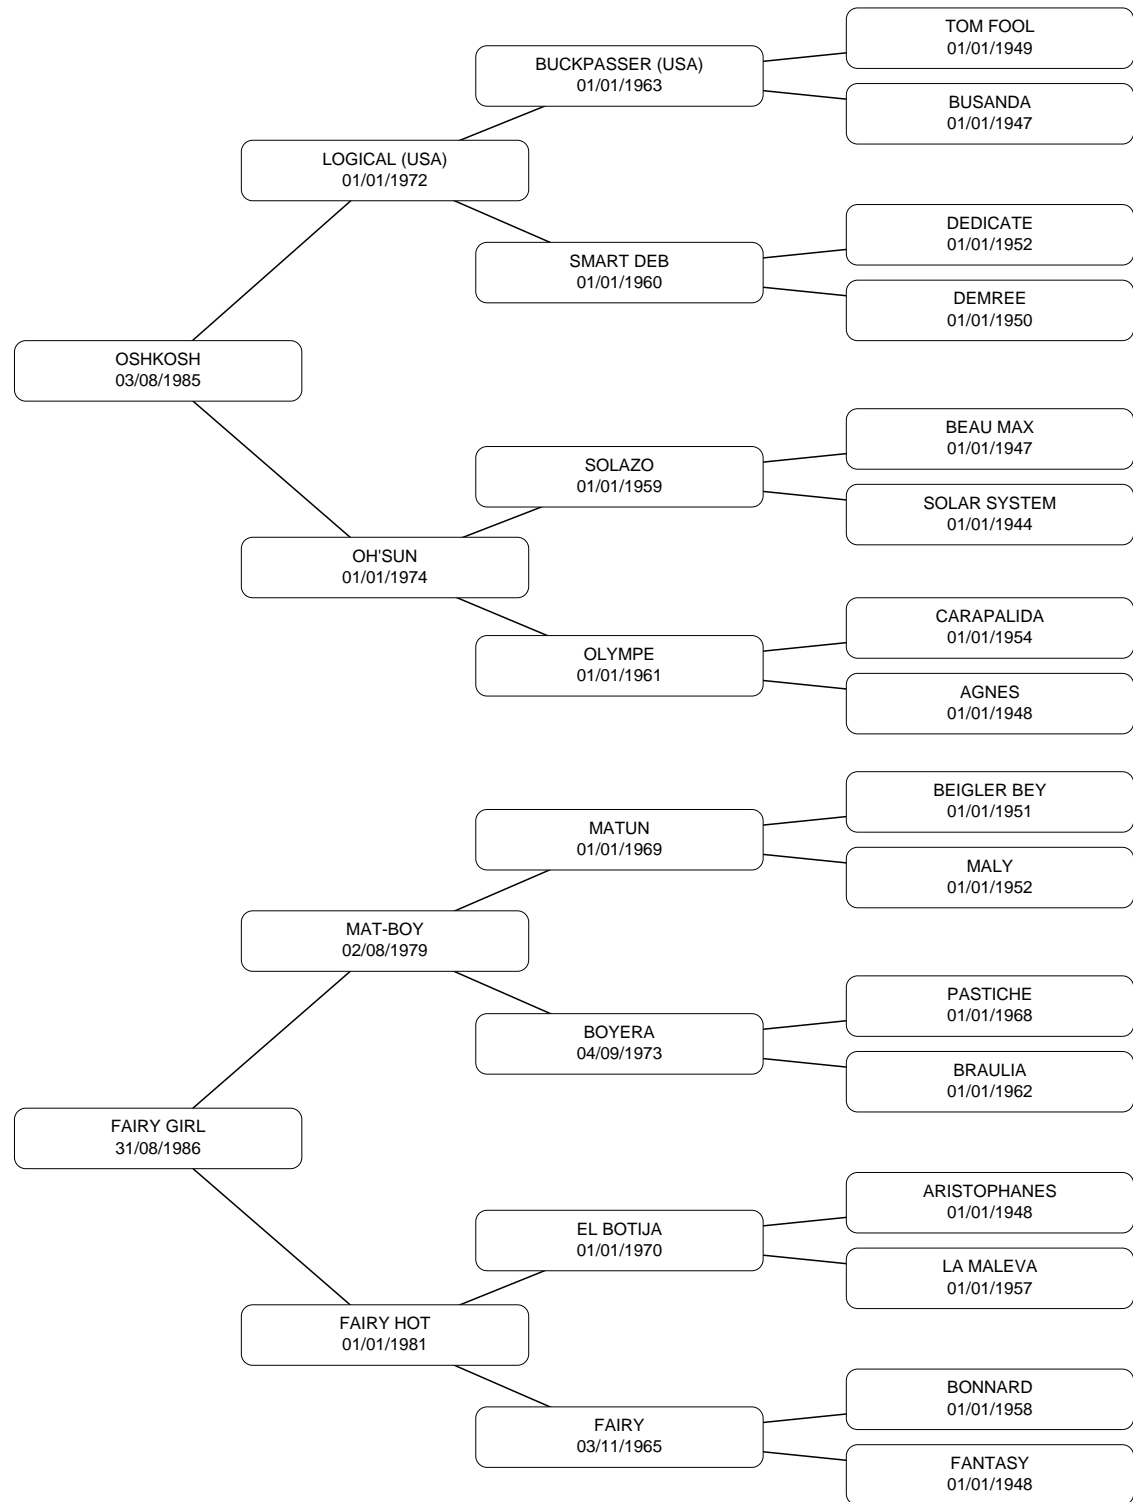 TOM FOOL
01/01/1949
BUCKPASSER (USA)
01/01/1963
BUSANDA
01/01/1947
LOGICAL (USA)
01/01/1972
DEDICATE
01/01/1952
SMART DEB
01/01/1960
DEMREE
01/01/1950
OSHKOSH
03/08/1985
BEAU MAX
01/01/1947
SOLAZO
01/01/1959
SOLAR SYSTEM
01/01/1944
OH'SUN
01/01/1974
CARAPALIDA
01/01/1954
OLYMPE
01/01/1961
AGNES
01/01/1948
BEIGLER BEY
01/01/1951
MATUN
01/01/1969
MALY
01/01/1952
MAT-BOY
02/08/1979
PASTICHE
01/01/1968
BOYERA
04/09/1973
BRAULIA
01/01/1962
FAIRY GIRL
31/08/1986
ARISTOPHANES
01/01/1948
EL BOTIJA
01/01/1970
LA MALEVA
01/01/1957
FAIRY HOT
01/01/1981
BONNARD
01/01/1958
FAIRY
03/11/1965
FANTASY
01/01/1948